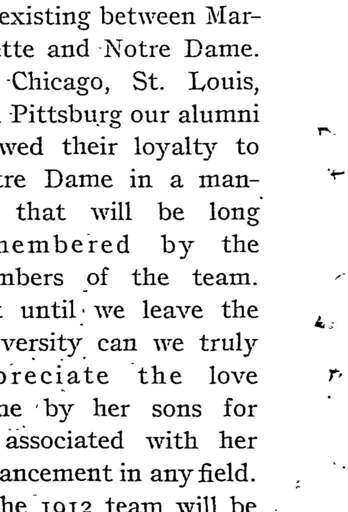 existing between Mar-
ette and Notre Dame.
Chicago, St. Louis,
Pittsburg our alumni
wed their loyalty to
tre Dame in a man-
that will be long
membered by the
mbers of the team.
until we leave the
versity can we truly
preciate the love
ne by her sons for
associated with her
ancement in any field.
he 1912 team will be